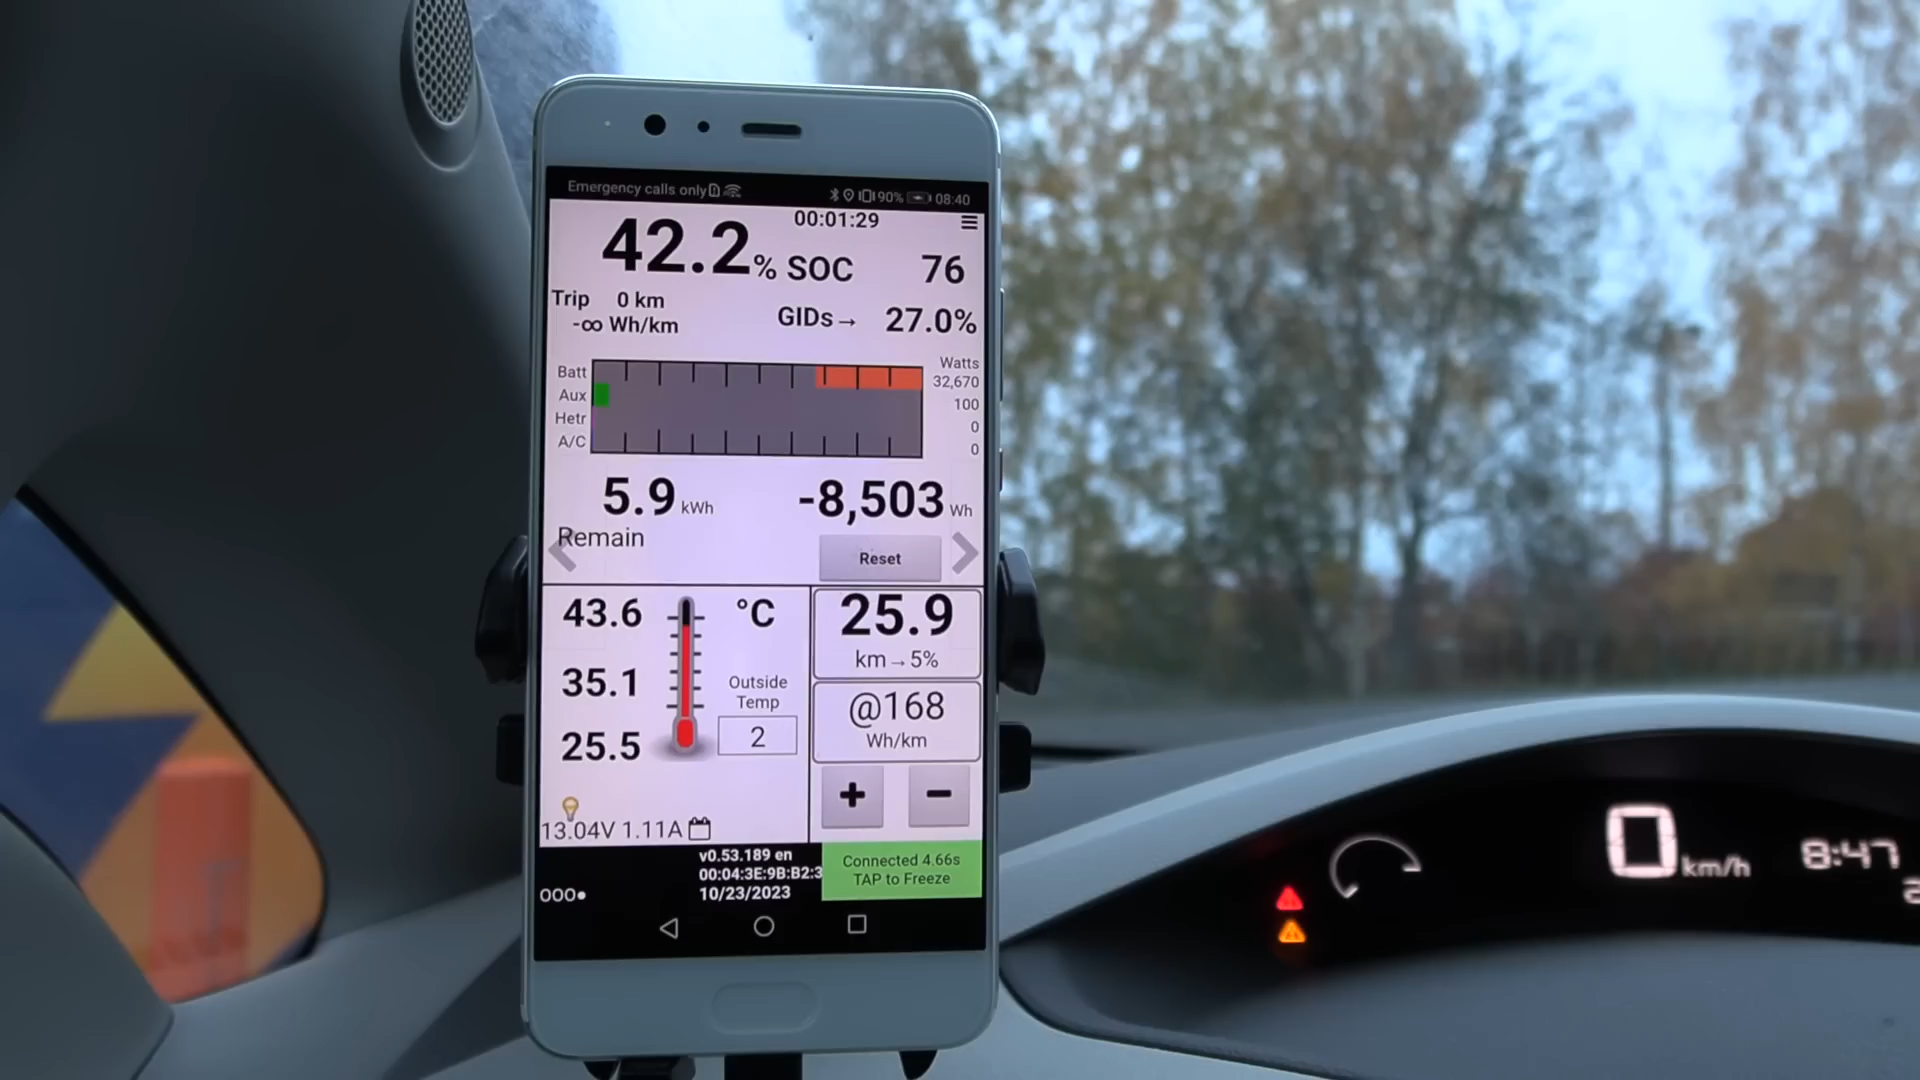 Emergency calls only
90% 08:40
00:01:29
42.2% SOC 76
Trip 0 km
-∞ Wh/km
GIDs→ 27.0%
Watts
Batt 32,670
Aux 100
Hetr 0
A/C 0
5.9 kWh
-8,503 Wh
Remain
Reset
43.6 °C
35.1
25.5
Outside
Temp
2
25.9
km→5%
@168
Wh/km
+ −
13.04V 1.11A
v0.53.189 en
00:04:3E:9B:B2:3
10/23/2023
Connected 4.66s
TAP to Freeze
0 km/h
8:47